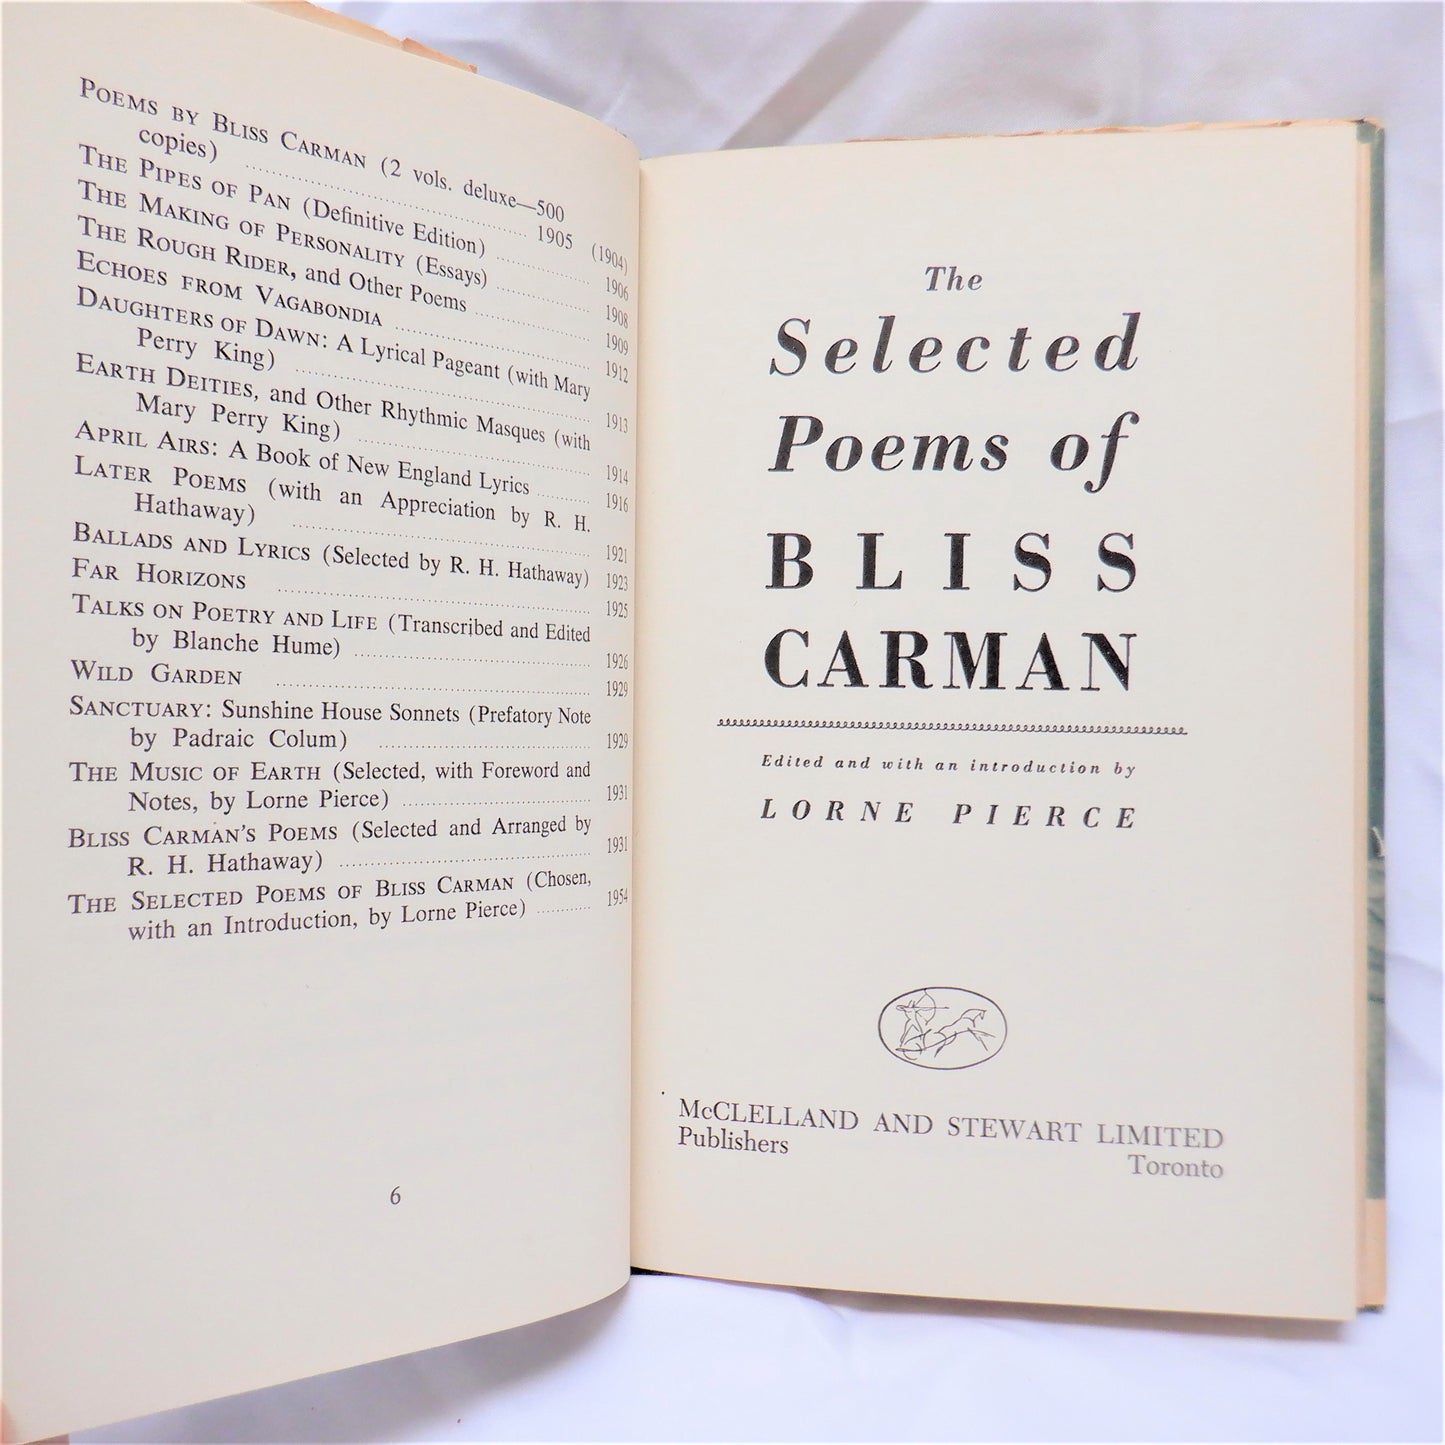 POEMS BY BLISS CARMAN (2 vols. deluxe—500
copies) 1905 (1904)
THE PIPES OF PAN (Definitive Edition) 1906
THE MAKING OF PERSONALITY (Essays) 1908
THE ROUGH RIDER, and Other Poems 1909
ECHOES FROM VAGABONDIA 1912
DAUGHTERS OF DAWN: A Lyrical Pageant (with Mary
Perry King) 1913
EARTH DEITIES, and Other Rhythmic Masques (with
Mary Perry King) 1914
APRIL AIRS: A Book of New England Lyrics 1916
LATER POEMS (with an Appreciation by R. H.
Hathaway) 1921
BALLADS AND LYRICS (Selected by R. H. Hathaway) 1923
FAR HORIZONS 1925
TALKS ON POETRY AND LIFE (Transcribed and Edited
by Blanche Hume) 1926
WILD GARDEN 1929
SANCTUARY: Sunshine House Sonnets (Prefatory Note
by Padraic Colum) 1929
THE MUSIC OF EARTH (Selected, with Foreword and
Notes, by Lorne Pierce) 1931
BLISS CARMAN'S POEMS (Selected and Arranged by
R. H. Hathaway) 1931
THE SELECTED POEMS OF BLISS CARMAN (Chosen,
with an Introduction, by Lorne Pierce) 1954
6
The
Selected
Poems of
BLISS
CARMAN
Edited and with an introduction by
LORNE PIERCE
McCLELLAND AND STEWART LIMITED
Publishers Toronto